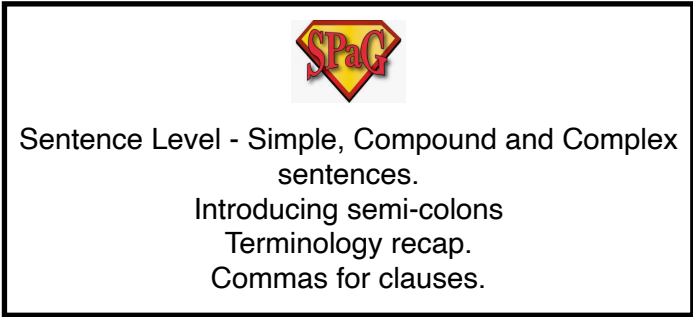 SPaG
Sentence Level - Simple, Compound and Complex
sentences.
Introducing semi-colons
Terminology recap.
Commas for clauses.